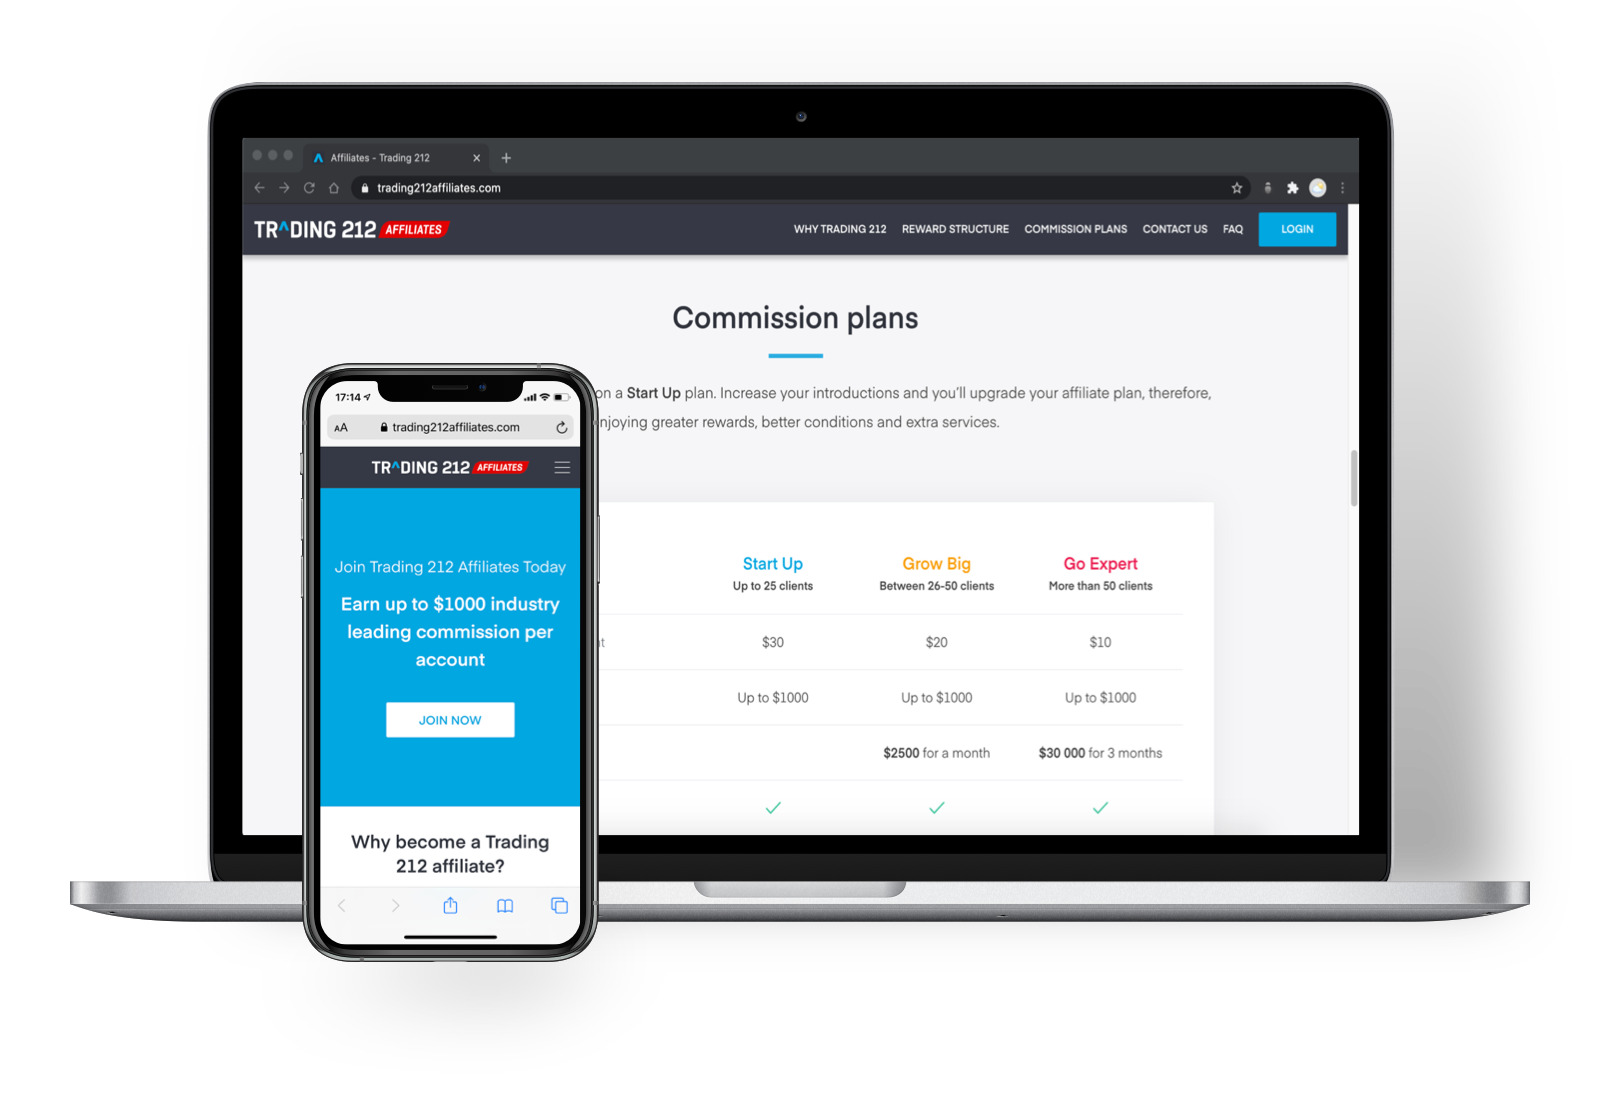 Affiliates - Trading 212
trading212affiliates.com
TRADING 212 AFFILIATES
WHY TRADING 212 REWARD STRUCTURE COMMISSION PLANS CONTACT US FAQ LOGIN
Commission plans
on a Start Up plan. Increase your introductions and you'll upgrade your affiliate plan, therefore,
njoying greater rewards, better conditions and extra services.
Start Up Grow Big Go Expert
Up to 25 clients Between 26-50 clients More than 50 clients
$30 $20 $10
Up to $1000 Up to $1000 Up to $1000
$2500 for a month $30 000 for 3 months
17:14
AA trading212affiliates.com
TRADING 212 AFFILIATES
Join Trading 212 Affiliates Today
Earn up to $1000 industry
leading commission per
account
JOIN NOW
Why become a Trading
212 affiliate?